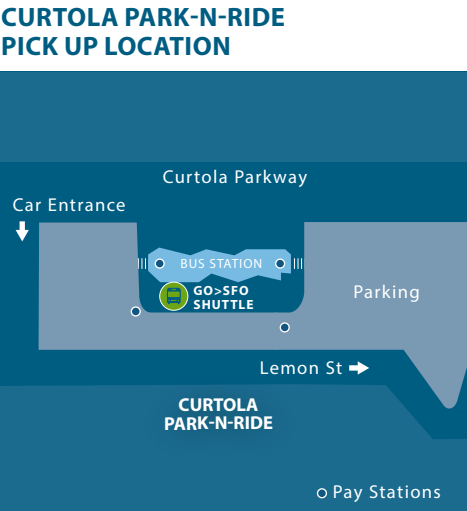 CURTOLA PARK-N-RIDE
PICK UP LOCATION
Curtola Parkway
Car Entrance
BUS STATION
GO>SFO
SHUTTLE
Parking
Lemon St
CURTOLA
PARK-N-RIDE
Pay Stations